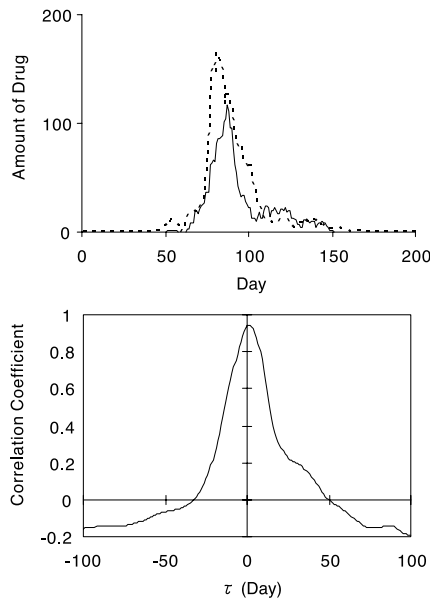 200
100
0
Amount of Drug
0 50 100 150 200
Day
1
0.8
0.6
0.4
0.2
0
-0.2
Correlation Coefficient
-100 -50 0 50 100
τ (Day)